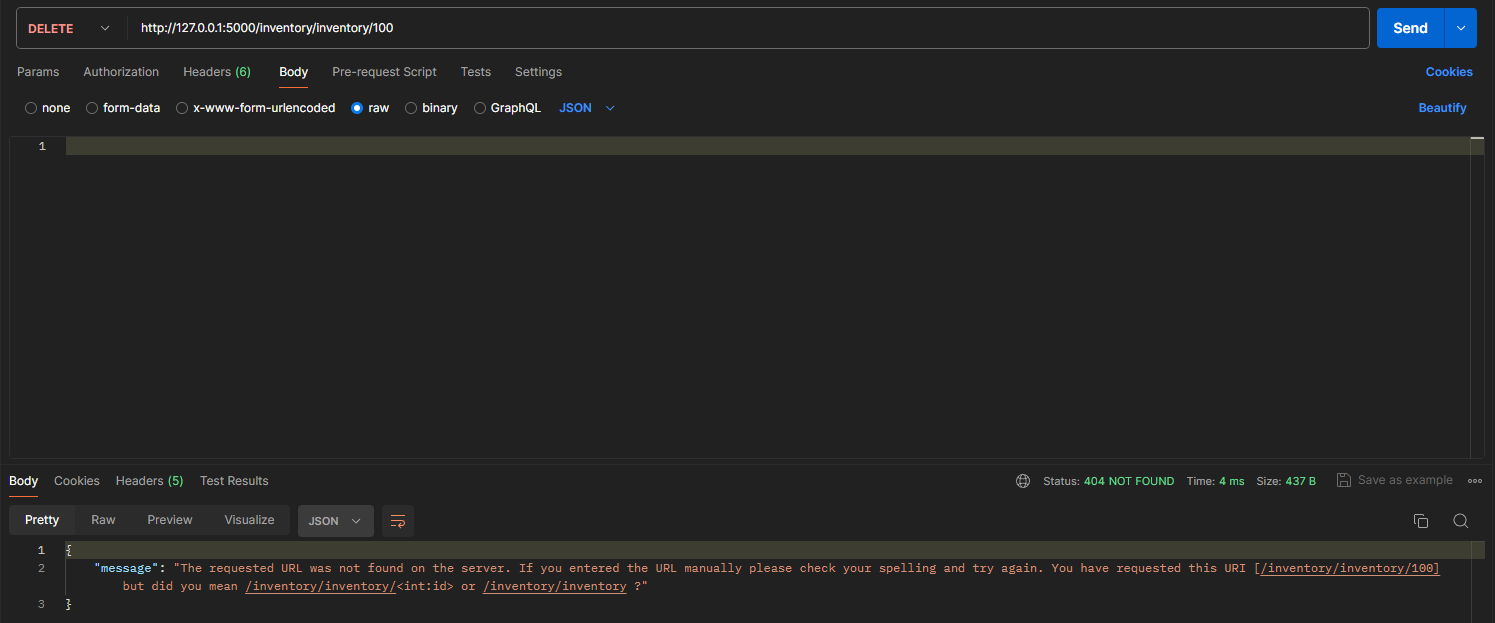 DELETE http://127.0.0.1:5000/inventory/inventory/100 Send
Params Authorization Headers (6) Body Pre-request Script Tests Settings Cookies
none form-data x-www-form-urlencoded raw binary GraphQL JSON Beautify
1
Body Cookies Headers (5) Test Results Status: 404 NOT FOUND Time: 4 ms Size: 437 B Save as example
Pretty Raw Preview Visualize JSON
1 {
2 "message": "The requested URL was not found on the server. If you entered the URL manually please check your spelling and try again. You have requested this URI [/inventory/inventory/100]
but did you mean /inventory/inventory/<int:id> or /inventory/inventory ?"
3 }